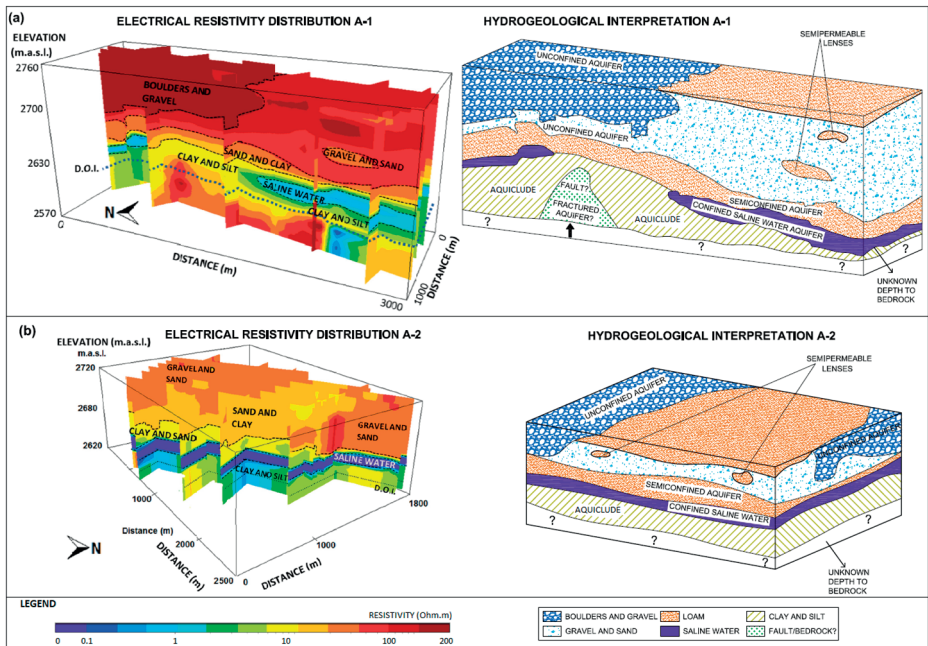 (a)
ELECTRICAL RESISTIVITY DISTRIBUTION A-1
ELEVATION
(m.a.s.l.)
2760
2700
2630
2570
BOULDERS AND
GRAVEL
SAND AND CLAY
GRAVEL AND SAND
CLAY AND SILT
SALINE WATER
CLAY AND SILT
D.O.I.
N
0
DISTANCE (m)
3000
1000
0
DISTANCE (m)
HYDROGEOLOGICAL INTERPRETATION A-1
SEMIPERMEABLE
LENSES
UNCONFINED AQUIFER
UNCONFINED AQUIFER
AQUICLUDE
FAULT?
FRACTURED
AQUIFER?
AQUICLUDE
SEMICONFINED AQUIFER
CONFINED SALINE WATER AQUIFER
?
?
?
?
UNKNOWN
DEPTH TO
BEDROCK
(b)
ELECTRICAL RESISTIVITY DISTRIBUTION A-2
ELEVATION (m.a.s.l.)
m.a.s.l.
2720
2680
2620
GRAVEL AND
SAND
SAND AND
CLAY
GRAVEL AND
SAND
CLAY AND SAND
SALINE WATER
CLAY AND SILT
D.O.I.
1800
1000
Distance (m)
2000
DISTANCE (m)
2500
0
1000
DISTANCE (m)
N
HYDROGEOLOGICAL INTERPRETATION A-2
SEMIPERMEABLE
LENSES
UNCONFINED AQUIFER
UNCONFINED AQUIFER
SEMICONFINED AQUIFER
CONFINED SALINE WATER
AQUICLUDE
?
?
?
?
UNKNOWN
DEPTH TO
BEDROCK
LEGEND
RESISTIVITY (Ohm.m)
0 0.1 1 10 100 200
BOULDERS AND GRAVEL LOAM CLAY AND SILT
GRAVEL AND SAND SALINE WATER FAULT/BEDROCK?